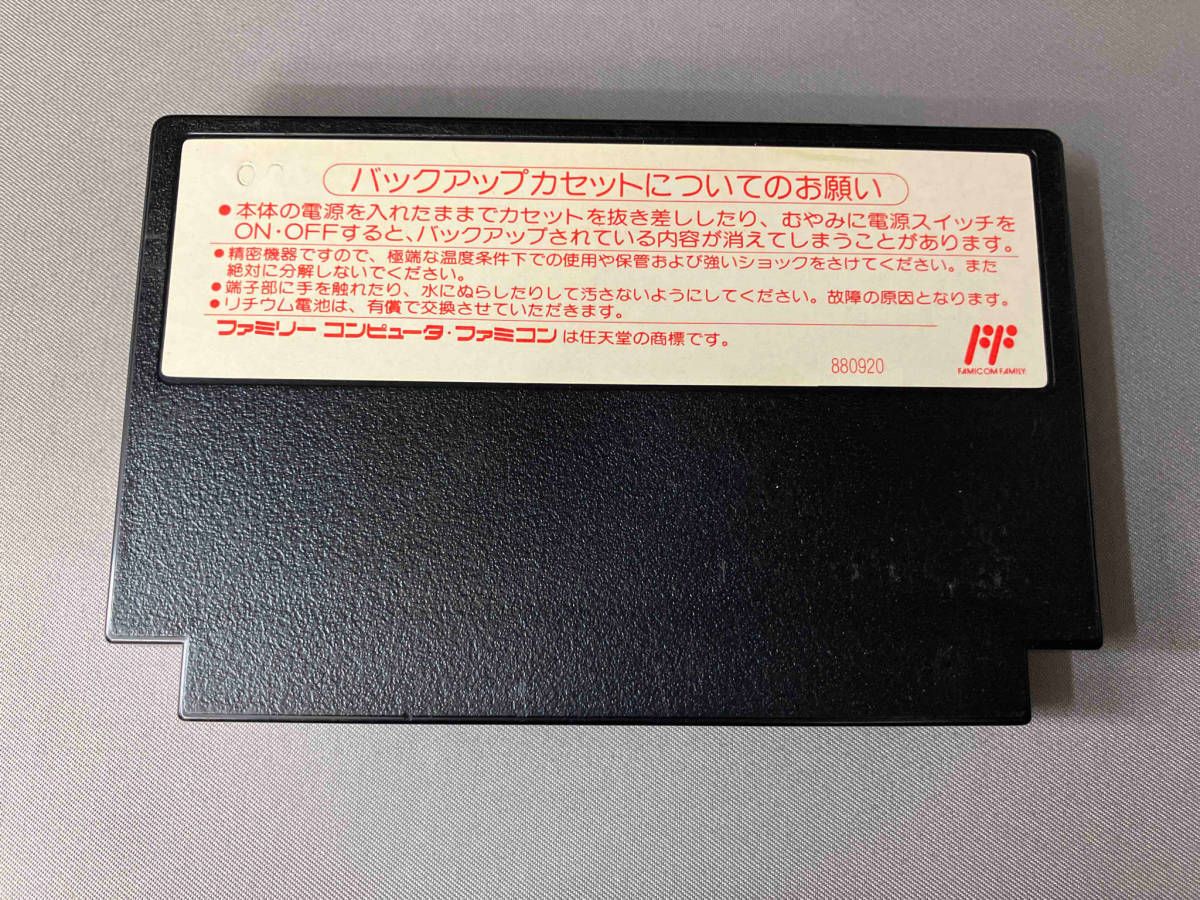 バックアップカセットについてのお願い
●本体の電源を入れたままでカセットを抜き差ししたり、むやみに電源スイッチを
ON・OFFすると、バックアップされている内容が消えてしまうことがあります。
●精密機器ですので、極端な温度条件下での使用や保管および強いショックをさけてください。また
絶対に分解しないでください。
●端子部に手を触れたり、水にぬらしたりして汚さないようにしてください。故障の原因となります。
●リチウム電池は、有償で交換させていただきます。
ファミリー コンピュータ・ファミコンは任天堂の商標です。
880920
FAMICOM FAMILY